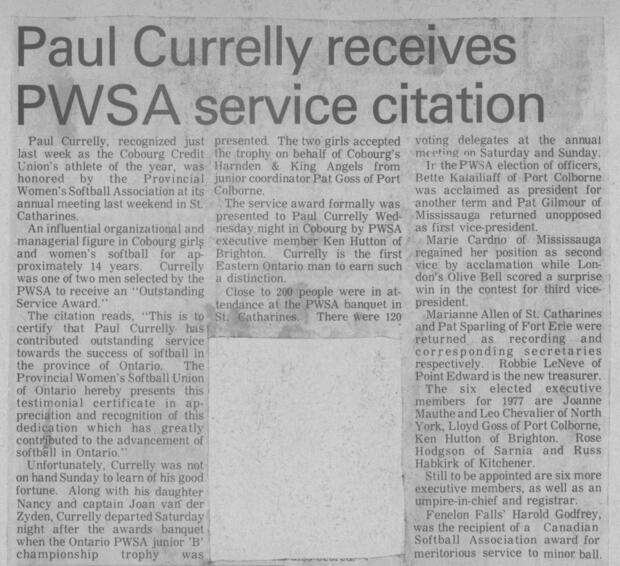 Paul Currelly receives
PWSA service citation
Paul Currelly, recognized just
last week as the Cobourg Credit
Union's athlete of the year, was
honored by the Provincial
Women's Softball Association at its
annual meeting last weekend in St.
Catharines.
An influential organizational and
managerial figure in Cobourg girls
and women's softball for ap-
proximately 14 years. Currelly
was one of two men selected by the
PWSA to receive an "Outstanding
Service Award."
The citation reads, "This is to
certify that Paul Currelly has
contributed outstanding service
towards the success of softball in
the province of Ontario. The
Provincial Women's Softball Union
of Ontario hereby presents this
testimonial certificate in ap-
preciation and recognition of this
dedication which has greatly
contributed to the advancement of
softball in Ontario."
Unfortunately, Currelly was not
on hand Sunday to learn of his good
fortune. Along with his daughter
Nancy and captain Joan van der
Zyden, Currelly departed Saturday
night after the awards banquet
when the Ontario PWSA junior 'B'
championship trophy was
presented. The two girls accepted
the trophy on behalf of Cobourg's
Harnden & King Angels from
junior coordinator Pat Goss of Port
Colborne.
The service award formally was
presented to Paul Currelly Wed-
nesday night in Cobourg by PWSA
executive member Ken Hutton of
Brighton. Currelly is the first
Eastern Ontario man to earn such
a distinction.
Close to 200 people were in at-
tendance at the PWSA banquet in
St. Catharines. There were 120
voting delegates at the annual
meeting on Saturday and Sunday.
In the PWSA election of officers,
Bette Kalailiaff of Port Colborne
was acclaimed as president for
another term and Pat Gilmour of
Mississauga returned unopposed
as first vice-president.
Marie Cardno of Mississauga
regained her position as second
vice by acclamation while Lon-
don's Olive Bell scored a surprise
win in the contest for third vice-
president.
Marianne Allen of St. Catharines
and Pat Sparling of Fort Erie were
returned as recording and
corresponding secretaries
respectively. Robbie LeNeve of
Point Edward is the new treasurer.
The six elected executive
members for 1977 are Joanne
Mauthe and Leo Chevalier of North
York, Lloyd Goss of Port Colborne,
Ken Hutton of Brighton. Rose
Hodgson of Sarnia and Russ
Habkirk of Kitchener.
Still to be appointed are six more
executive members, as well as an
umpire-in-chief and registrar.
Fenelon Falls' Harold Godfrey,
was the recipient of a Canadian
Softball Association award for
meritorious service to minor ball.